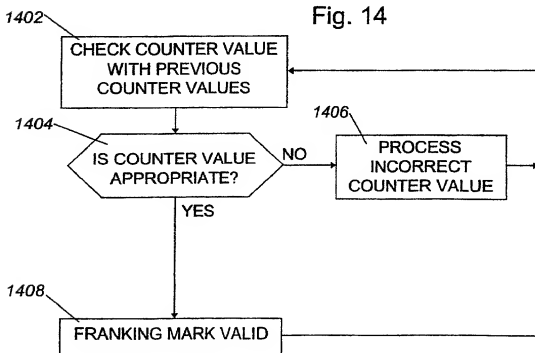 Fig. 14
1402
CHECK COUNTER VALUE
WITH PREVIOUS
COUNTER VALUES
1404
IS COUNTER VALUE
APPROPRIATE?
NO
1406
PROCESS
INCORRECT
COUNTER VALUE
YES
1408
FRANKING MARK VALID